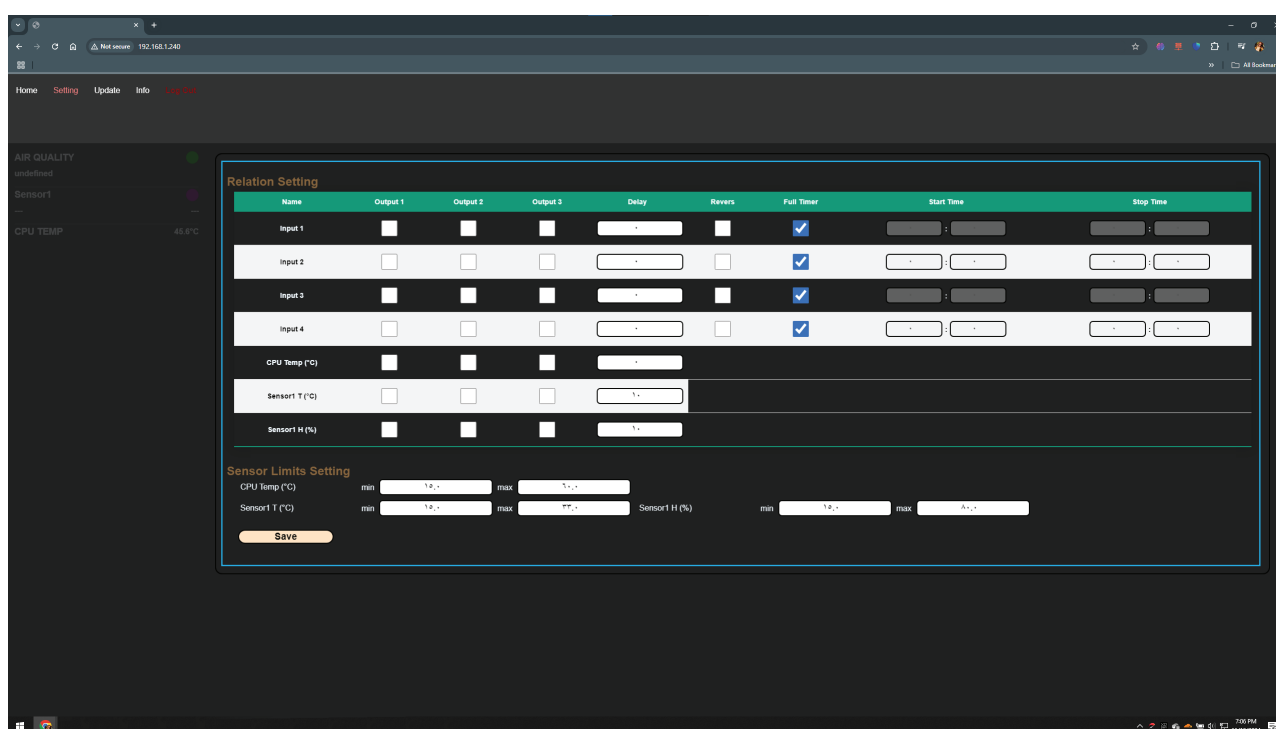 Not secure 192.168.1.240
All Bookmar
Home Setting Update Info
AIR QUALITY
undefined
Sensor1
— —
CPU TEMP
Relation Setting
Name Output 1 Output 2 Output 3 Delay Revers Full Timer Start Time Stop Time
Input 1 ٠ : :
Input 2 ٠ ٠ : ٠ ٠ : ٠
Input 3 ٠ : :
Input 4 ٠ ٠ : ٠ ٠ : ٠
CPU Temp (°C) ٠
Sensor1 T (°C) ١٠
Sensor1 H (%) ١٠
Sensor Limits Setting
CPU Temp (°C) min ١٥٫٠ max ٦٠٫٠
Sensor1 T (°C) min ١٥٫٠ max ٣٣٫٠ Sensor1 H (%) min ١٥٫٠ max ٨٠٫٠
Save
7:06 PM